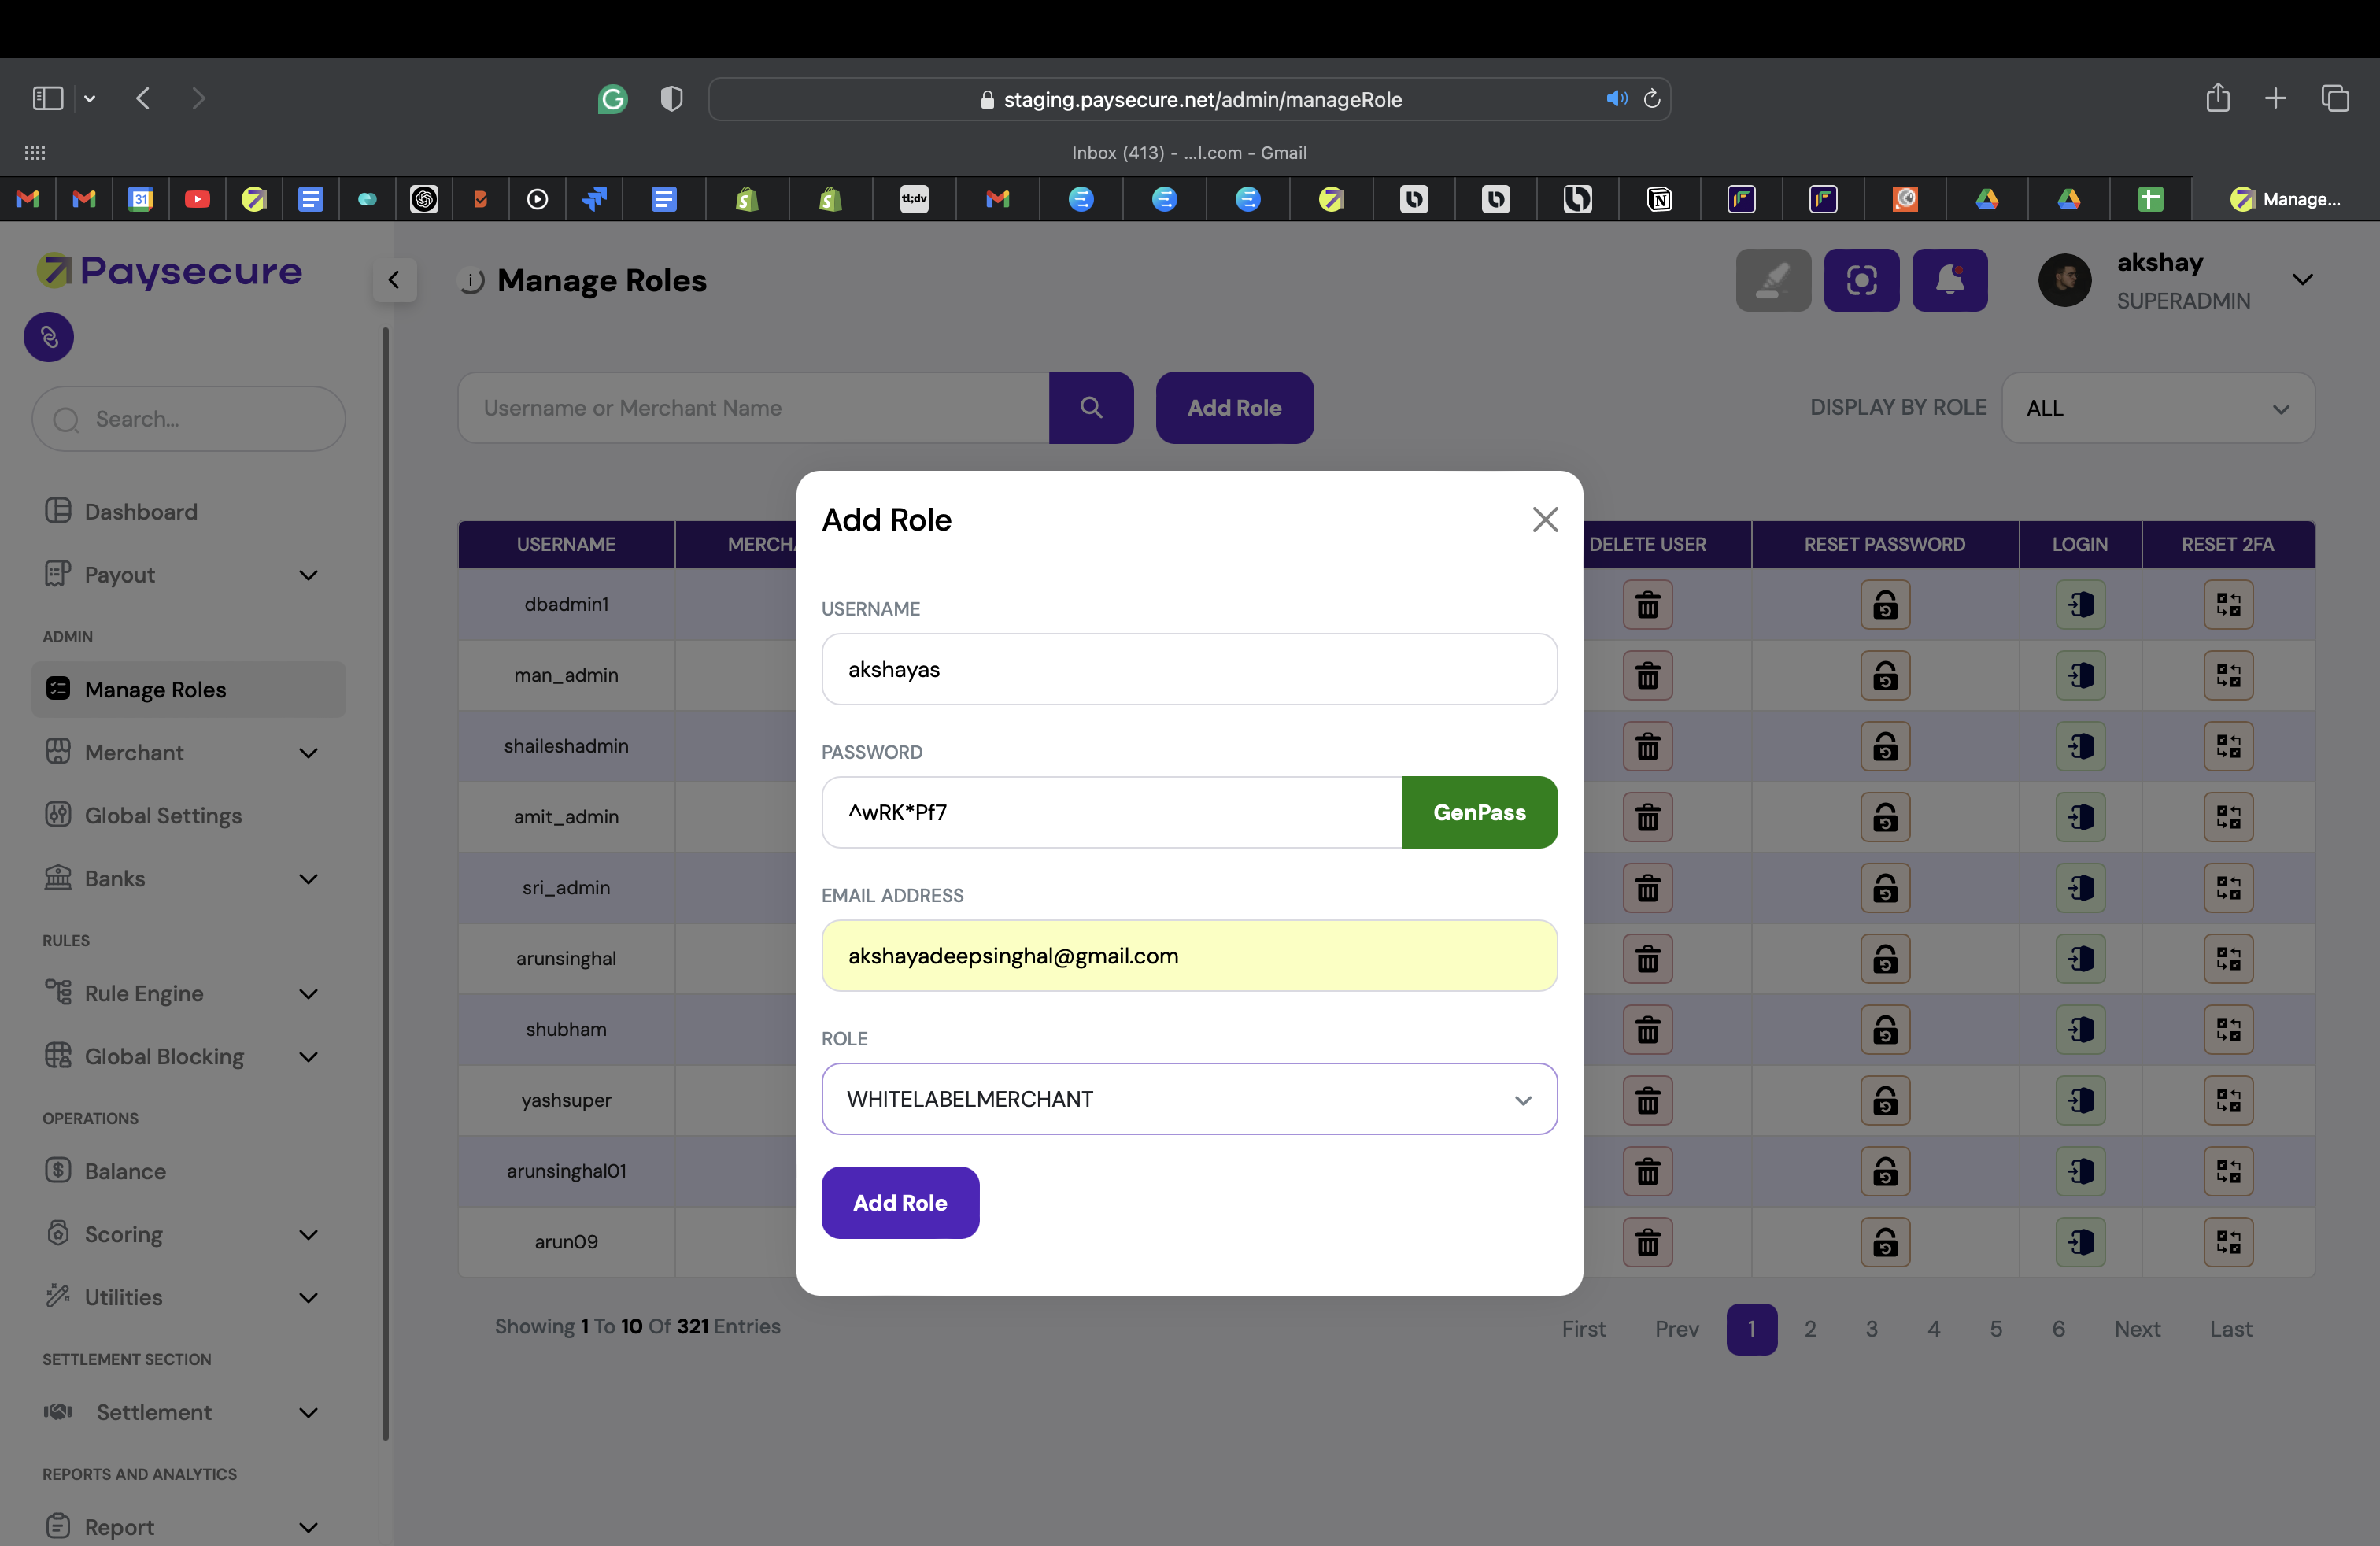 staging.paysecure.net/admin/manageRole
Inbox (413) - ...l.com - Gmail
31
tl;dv
Manage...
Paysecure
Manage Roles
akshay
SUPERADMIN
Search...
Username or Merchant Name
Add Role
DISPLAY BY ROLE
ALL
Dashboard
Payout
ADMIN
Manage Roles
Merchant
Global Settings
Banks
RULES
Rule Engine
Global Blocking
OPERATIONS
Balance
Scoring
Utilities
SETTLEMENT SECTION
Settlement
REPORTS AND ANALYTICS
Report
USERNAME
MERCHA
DELETE USER
RESET PASSWORD
LOGIN
RESET 2FA
dbadmin1
man_admin
shaileshadmin
amit_admin
sri_admin
arunsinghal
shubham
yashsuper
arunsinghal01
arun09
Add Role
USERNAME
akshayas
PASSWORD
^wRK*Pf7
GenPass
EMAIL ADDRESS
akshayadeepsinghal@gmail.com
ROLE
WHITELABELMERCHANT
Add Role
Showing 1 To 10 Of 321 Entries
First Prev 1 2 3 4 5 6 Next Last